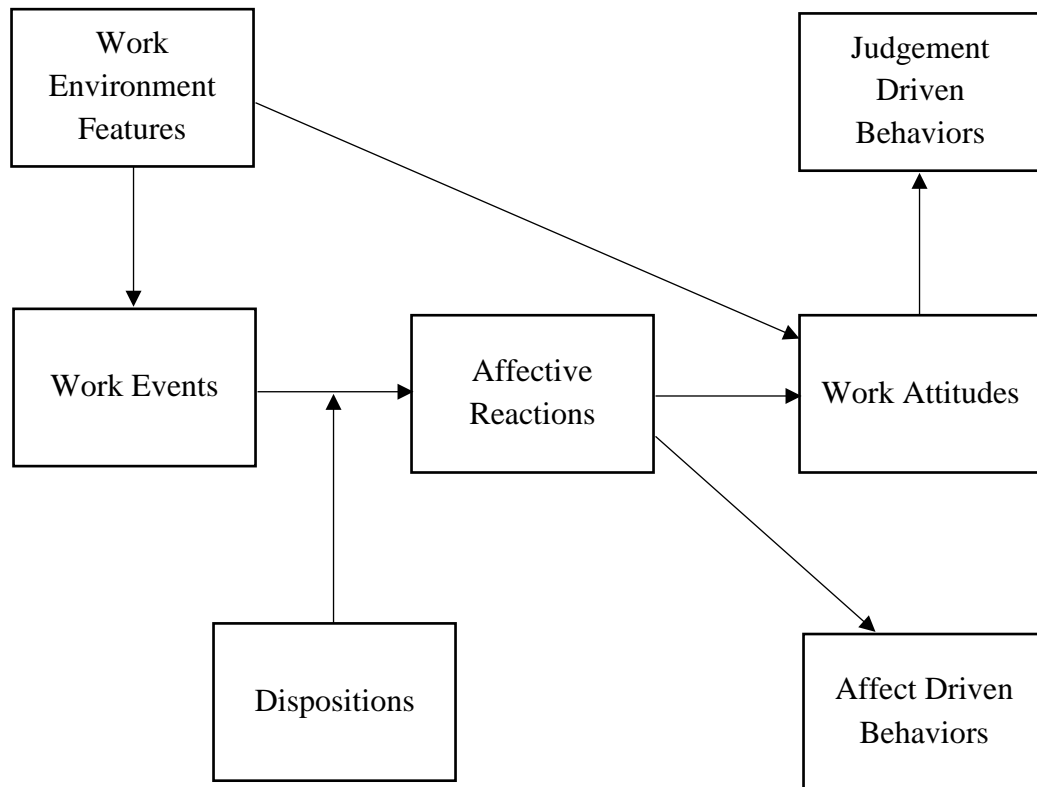 Work
Environment
Features
Judgement
Driven
Behaviors
Work Events
Affective
Reactions
Work Attitudes
Dispositions
Affect Driven
Behaviors